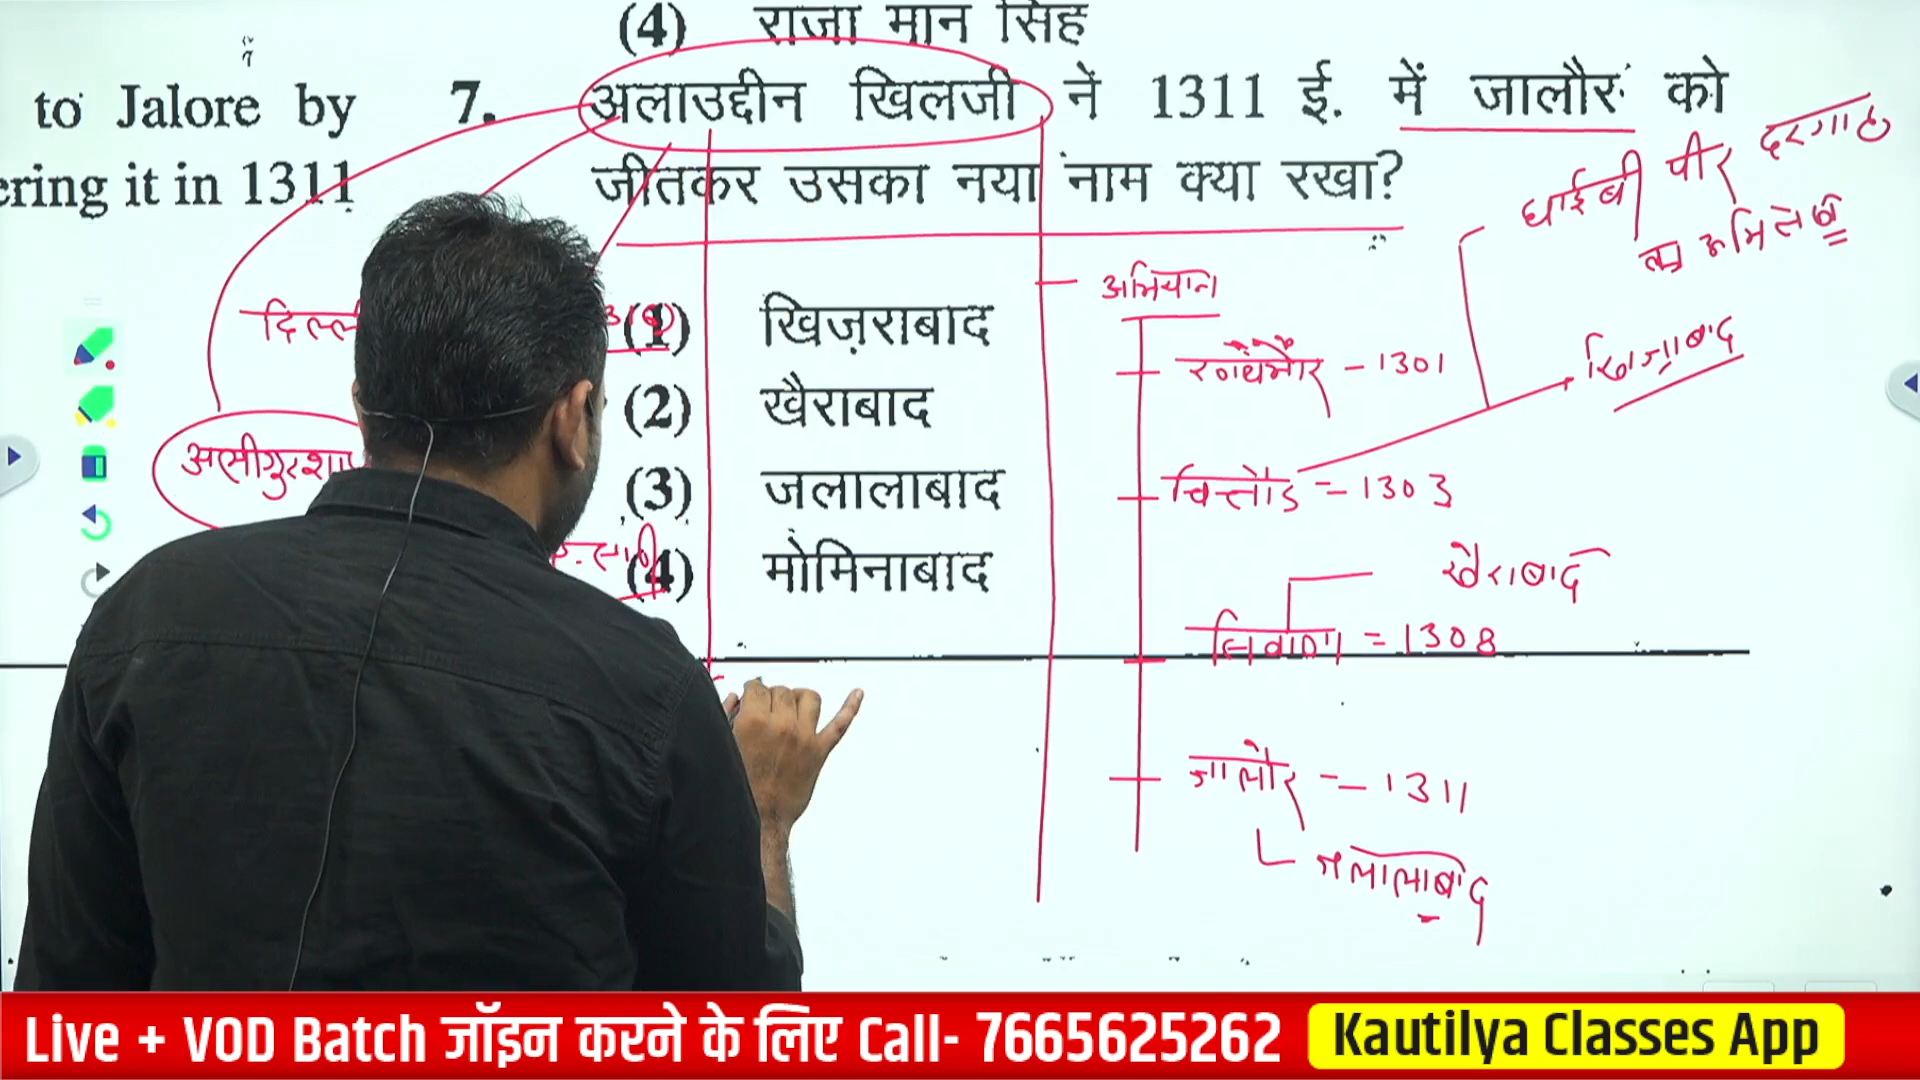 (4) राजा मान सिंह
to Jalore by
ering it in 1311
7. अलाउद्दीन खिलजी ने 1311 ई. में जालौर को
जीतकर उसका नया नाम क्या रखा?
(1) खिज़राबाद
(2) खैराबाद
(3) जलालाबाद
(4) मोमिनाबाद
पीर दरगाह
का अभिलेख
अभियान
रणथंभौर - 1301
खिज्राबाद
चित्तौड़ = 1303
खैराबाद
सिवाणा = 1308
जालौर = 1311
जलालाबाद
Live + VOD Batch जॉइन करने के लिए Call- 7665625262
Kautilya Classes App